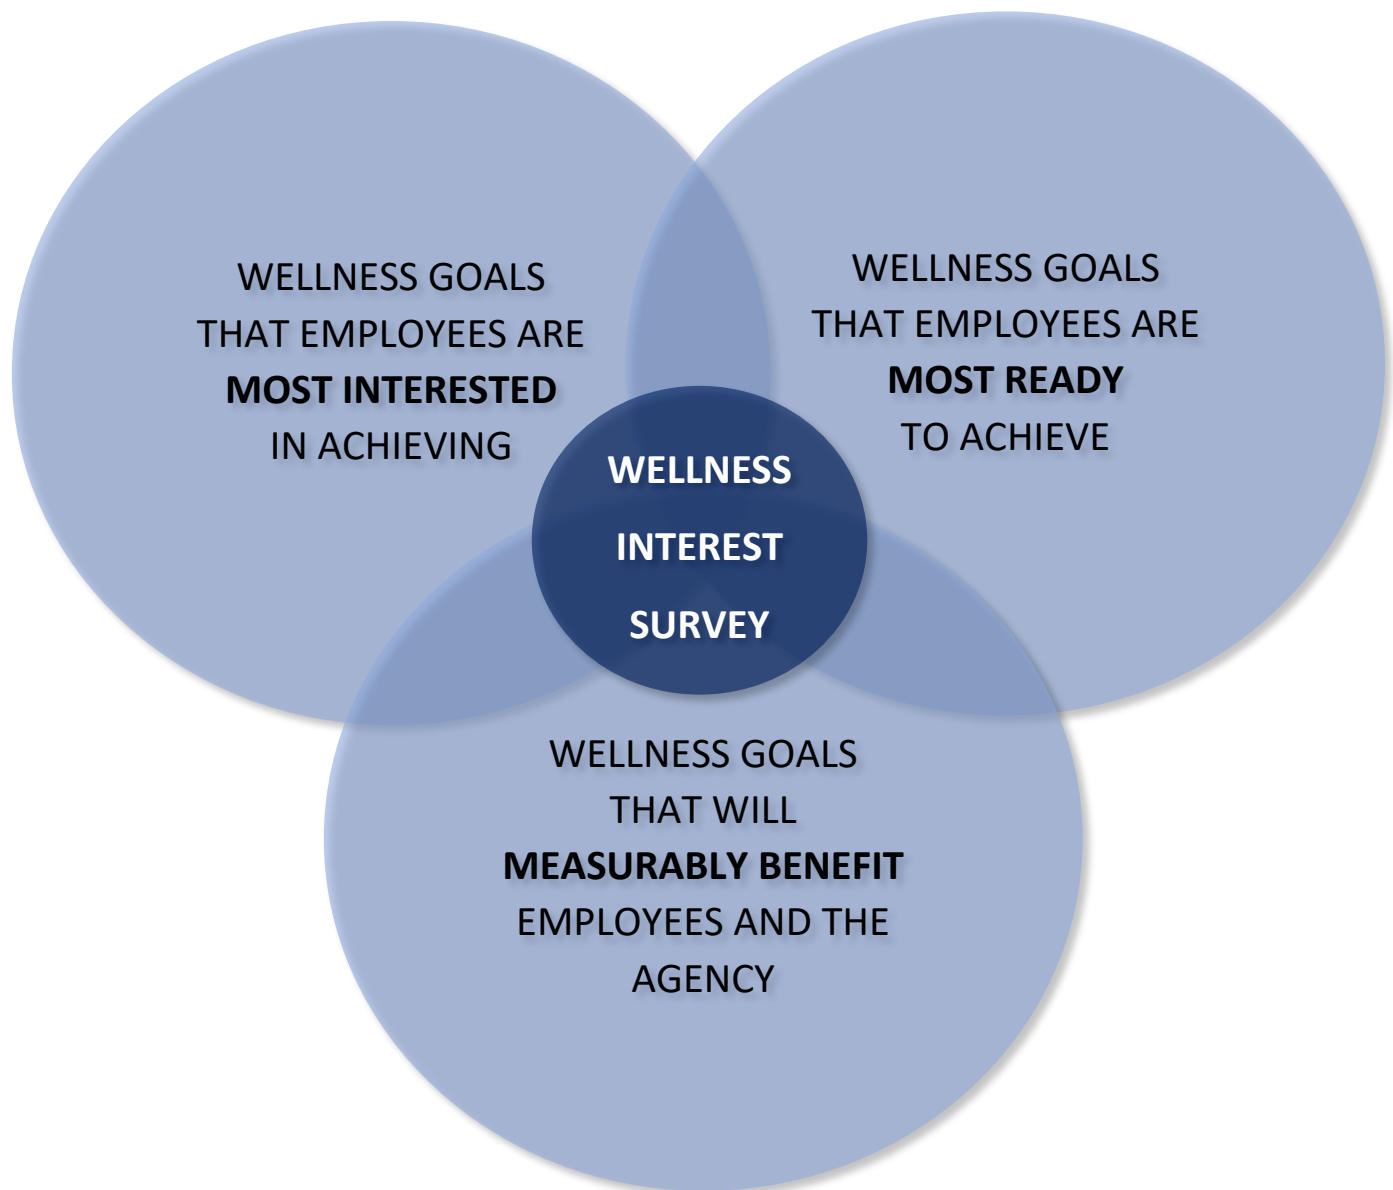 WELLNESS GOALS
THAT EMPLOYEES ARE
MOST INTERESTED
IN ACHIEVING
WELLNESS GOALS
THAT EMPLOYEES ARE
MOST READY
TO ACHIEVE
WELLNESS
INTEREST
SURVEY
WELLNESS GOALS
THAT WILL
MEASURABLY BENEFIT
EMPLOYEES AND THE
AGENCY